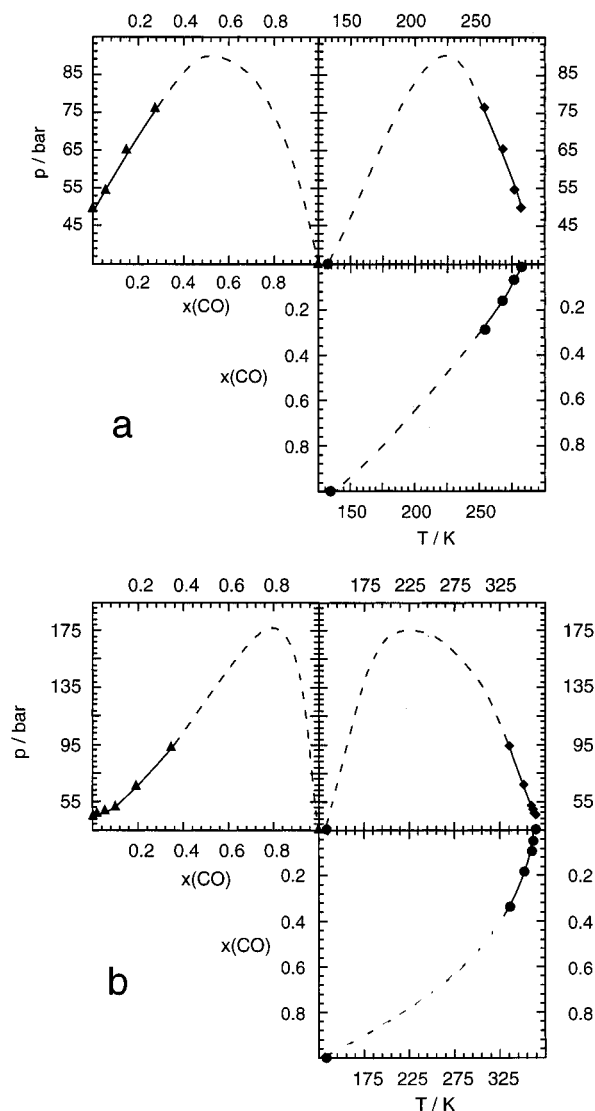 0.2 0.4 0.6 0.8 150 200 250
85 85
75 75
65 65
55 55
45 45
p / bar
0.2 0.4 0.6 0.8
x(CO)
0.2 0.2
0.4 0.4
0.6 0.6
0.8 0.8
x(CO)
a
150 200 250
T / K
0.2 0.4 0.6 0.8 175 225 275 325
175 175
135 135
95 95
55 55
p / bar
0.2 0.4 0.6 0.8
x(CO)
0.2 0.2
0.4 0.4
0.6 0.6
0.8 0.8
x(CO)
b
175 225 275 325
T / K